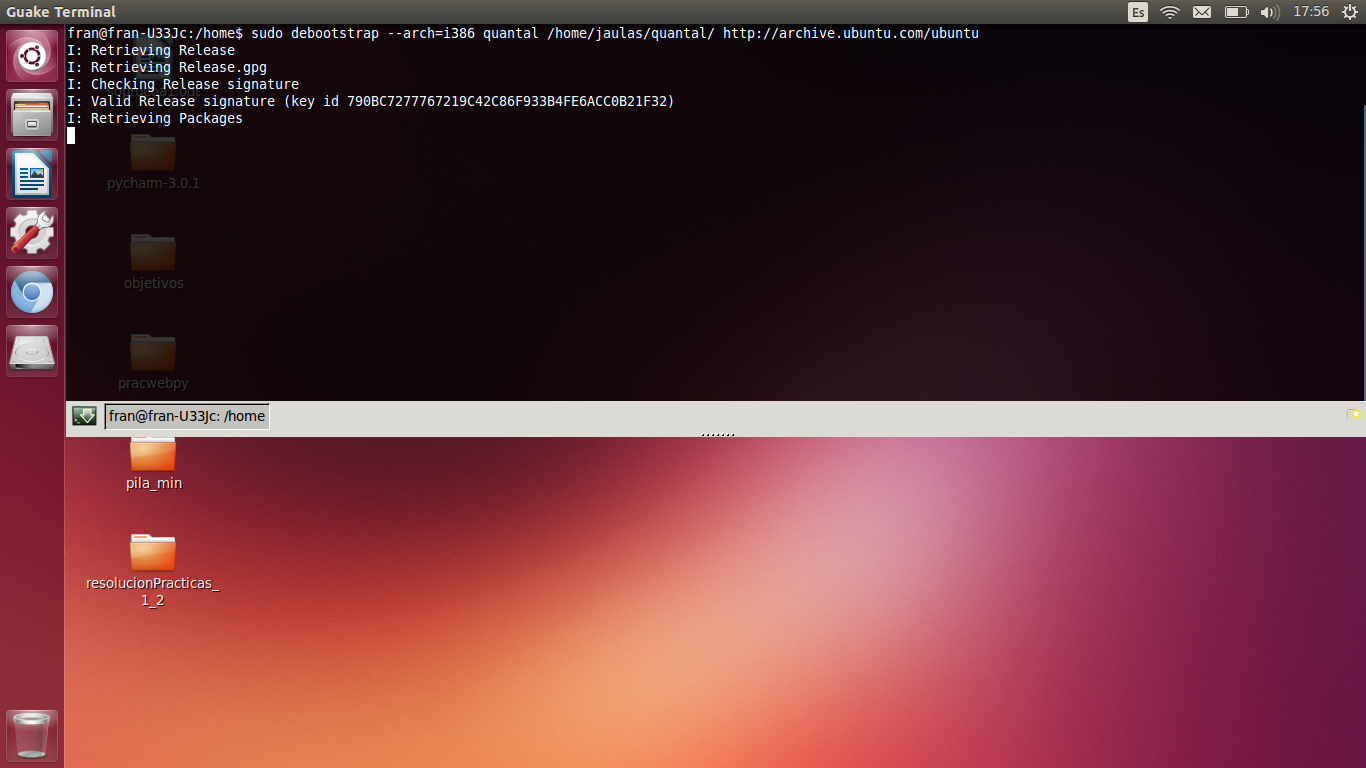 Guake Terminal
Es
17:56
fran@fran-U33Jc:/home$ sudo debootstrap --arch=i386 quantal /home/jaulas/quantal/ http://archive.ubuntu.com/ubuntu
I: Retrieving Release
I: Retrieving Release.gpg
I: Checking Release signature
I: Valid Release signature (key id 790BC7277767219C42C86F933B4FE6ACC0B21F32)
I: Retrieving Packages
pycharm-3.0.1
objetivos
pracwebpy
fran@fran-U33Jc: /home
pila_min
resolucionPracticas_
1_2